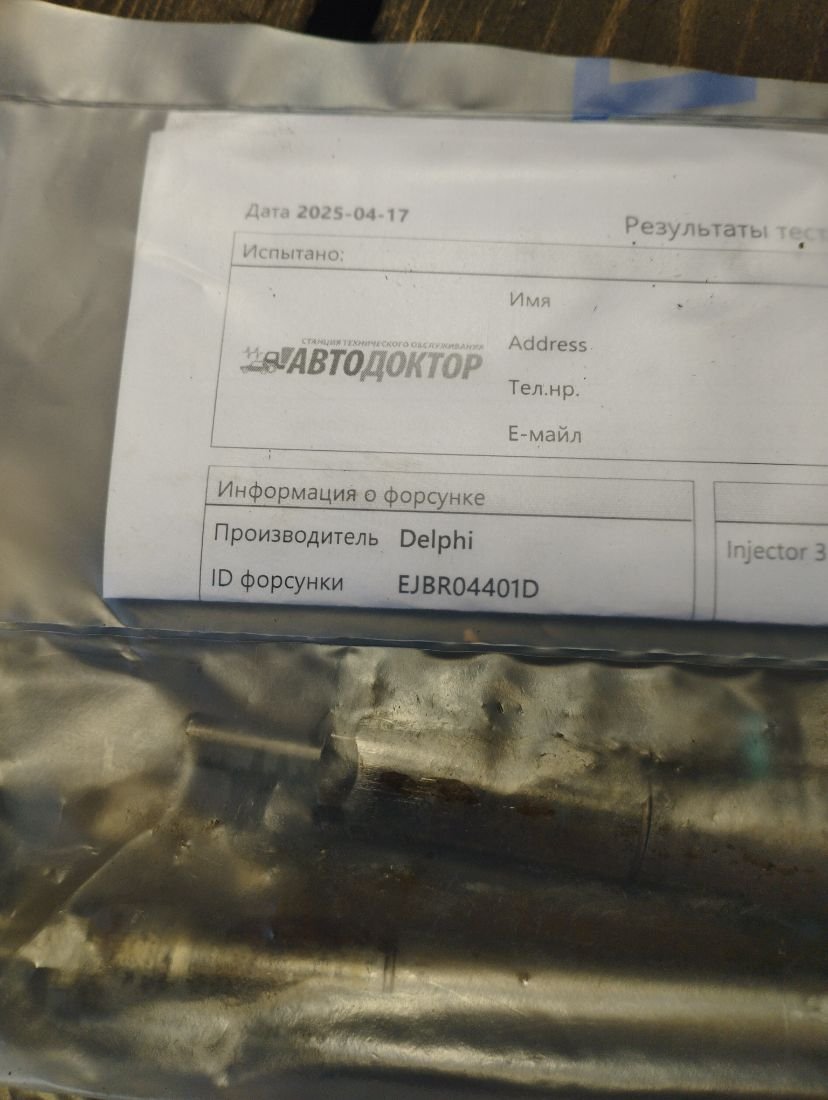 Дата 2025-04-17
Результаты тест
Испытано:
Имя
СТАНЦИЯ ТЕХНИЧЕСКОГО ОБСЛУЖИВАНИЯ
АВТОДОКТОР
Address
Тел.нр.
Е-майл
Информация о форсунке
Производитель Delphi
Injector 3
ID форсунки EJBR04401D